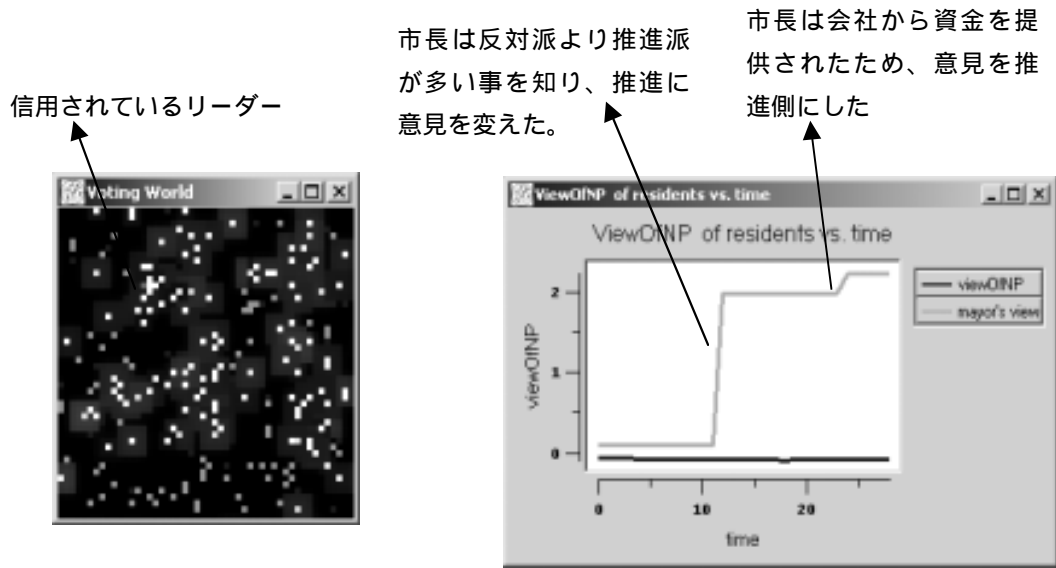 信用されているリーダー
市長は反対派より推進派
が多い事を知り、推進に
意見を変えた。
市長は会社から資金を提
供されたため、意見を推
進側にした
Voting World
ViewOfNP of residents vs. time
ViewOfNP of residents vs. time
viewOfNP
2
1
0
0 10 20
time
viewOfNP
mayor's view